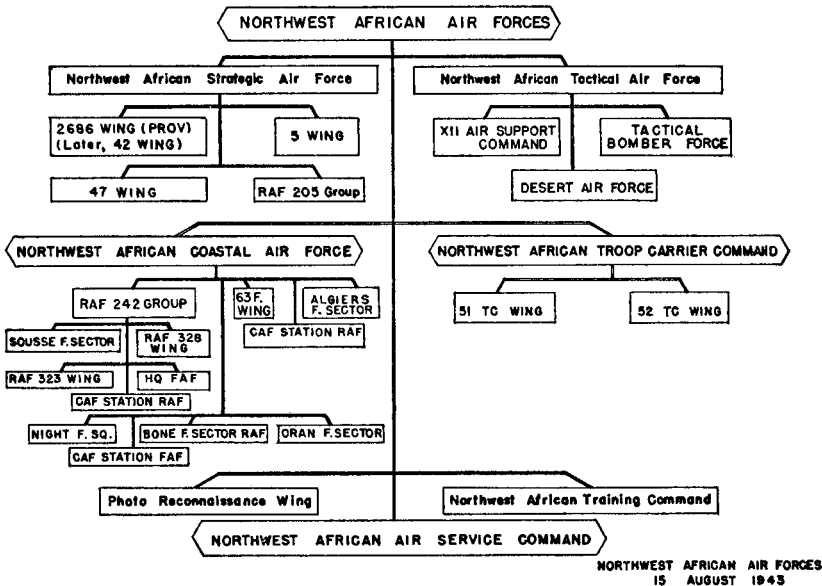 NORTHWEST AFRICAN AIR FORCES
Northwest African Strategic Air Force
Northwest African Tactical Air Force
2686 WING (PROV)
(Later, 42 WING)
5 WING
XII AIR SUPPORT
COMMAND
TACTICAL
BOMBER FORCE
47 WING
RAF 205 Group
DESERT AIR FORCE
NORTHWEST AFRICAN COASTAL AIR FORCE
NORTHWEST AFRICAN TROOP CARRIER COMMAND
RAF 242 GROUP
63 F.
WING
ALGIERS
F. SECTOR
CAF STATION RAF
51 TC WING
52 TC WING
SOUSSE F. SECTOR
RAF 328
WING
RAF 323 WING
HQ FAF
CAF STATION RAF
NIGHT F. SQ.
BONE F. SECTOR RAF
ORAN F. SECTOR
CAF STATION FAF
Photo Reconnaissance Wing
Northwest African Training Command
NORTHWEST AFRICAN AIR SERVICE COMMAND
NORTHWEST AFRICAN AIR FORCES
15 AUGUST 1943